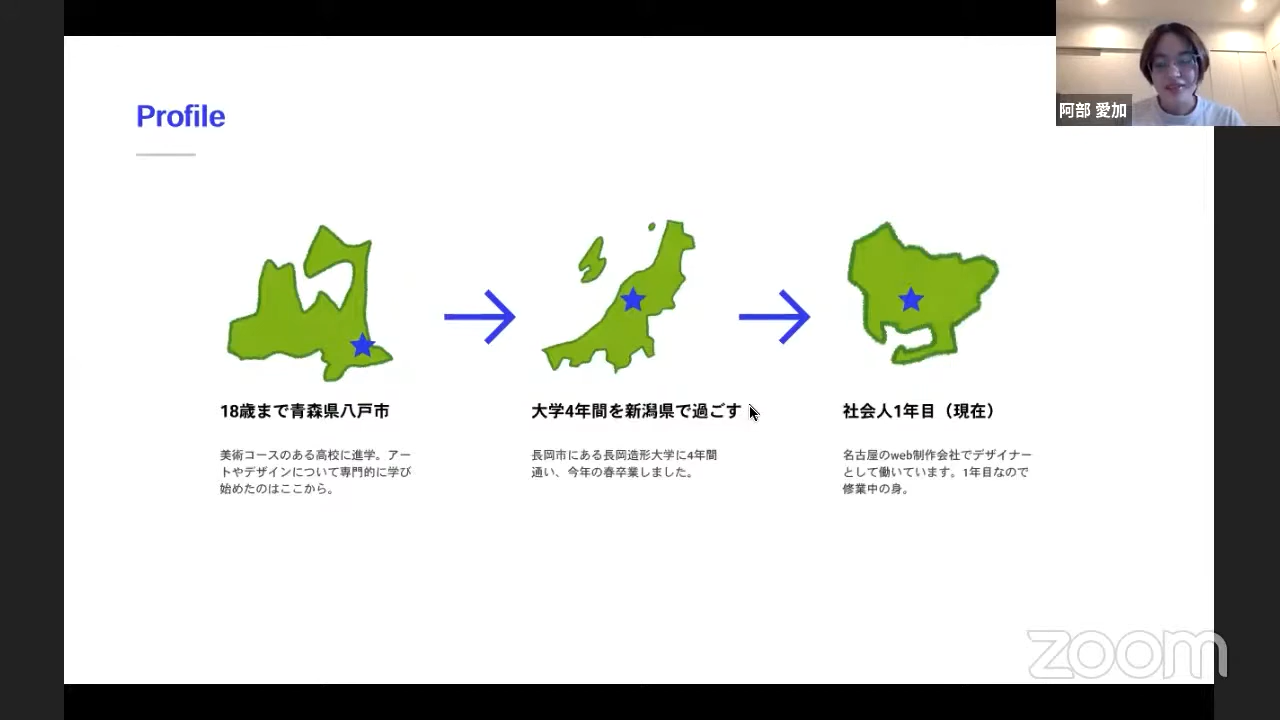 Profile
阿部 愛加
18歳まで青森県八戸市
美術コースのある高校に進学。アー
トやデザインについて専門的に学び
始めたのはここから。
大学4年間を新潟県で過ごす
長岡市にある長岡造形大学に4年間
通い、今年の春卒業しました。
社会人1年目（現在）
名古屋のweb制作会社でデザイナー
として働いています。1年目なので
修業中の身。
zoom